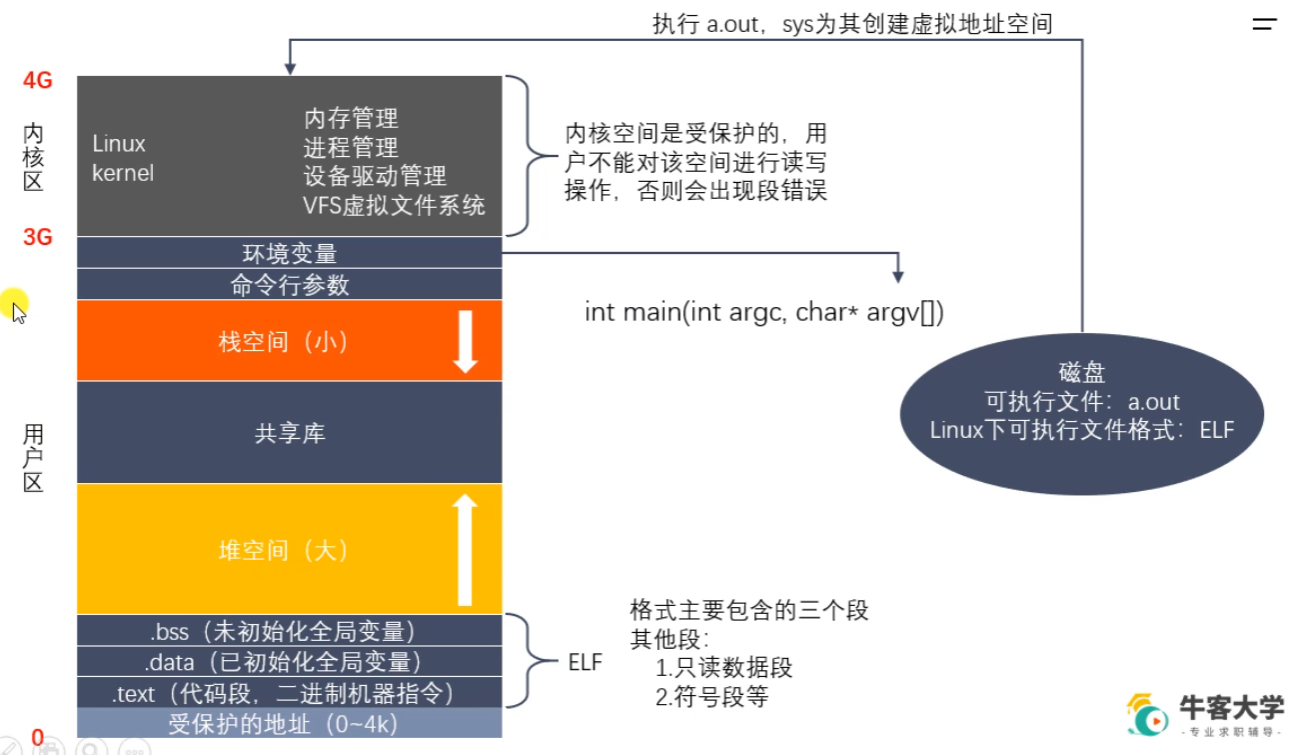 执行 a.out，sys为其创建虚拟地址空间
4G
内核区
Linux
kernel
内存管理
进程管理
设备驱动管理
VFS虚拟文件系统
内核空间是受保护的，用
户不能对该空间进行读写
操作，否则会出现段错误
3G
环境变量
命令行参数
int main(int argc, char* argv[])
栈空间（小）
磁盘
可执行文件：a.out
Linux下可执行文件格式：ELF
用户区
共享库
堆空间（大）
.bss（未初始化全局变量）
.data（已初始化全局变量）
.text（代码段，二进制机器指令）
受保护的地址（0~4k）
0
ELF
格式主要包含的三个段
其他段：
1.只读数据段
2.符号段等
牛客大学
-专业求职辅导-